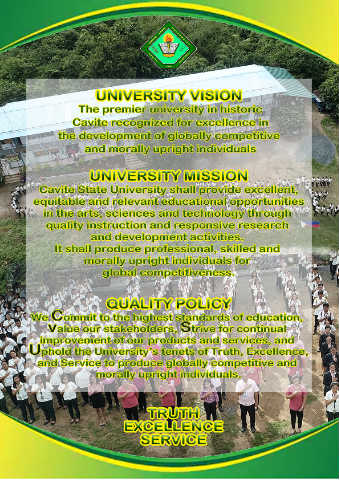 UNIVERSITY VISION
The premier university in historic
Cavite recognized for excellence in
the development of globally competitive
and morally upright individuals
UNIVERSITY MISSION
Cavite State University shall provide excellent,
equitable and relevant educational opportunities
in the arts, sciences and technology through
quality instruction and responsive research
and development activities.
It shall produce professional, skilled and
morally upright individuals for
global competitiveness.
QUALITY POLICY
We Commit to the highest standards of education,
Value our stakeholders, Strive for continual
improvement of our products and services, and
Uphold the University's tenets of Truth, Excellence,
and Service to produce globally competitive and
morally upright individuals.
TRUTH
EXCELLENCE
SERVICE